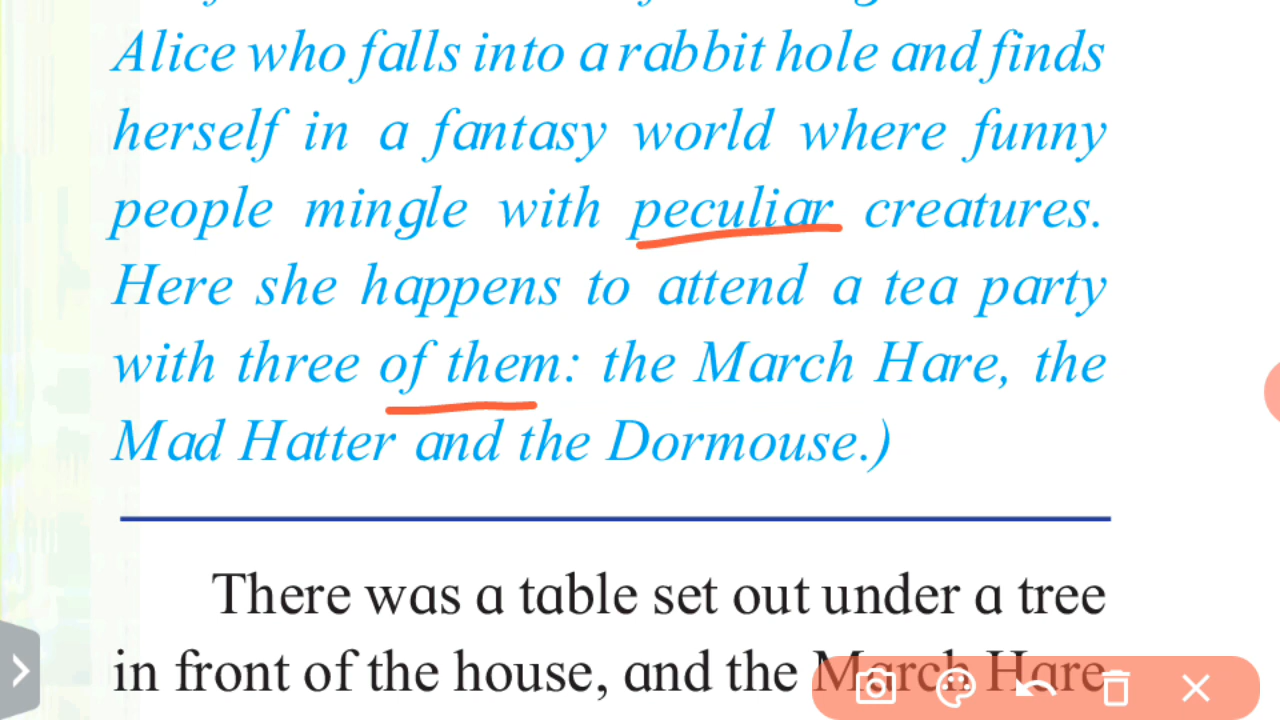 Alice who falls into a rabbit hole and finds
herself in a fantasy world where funny
people mingle with peculiar creatures.
Here she happens to attend a tea party
with three of them: the March Hare, the
Mad Hatter and the Dormouse.)
There was a table set out under a tree
in front of the house, and the March Hare